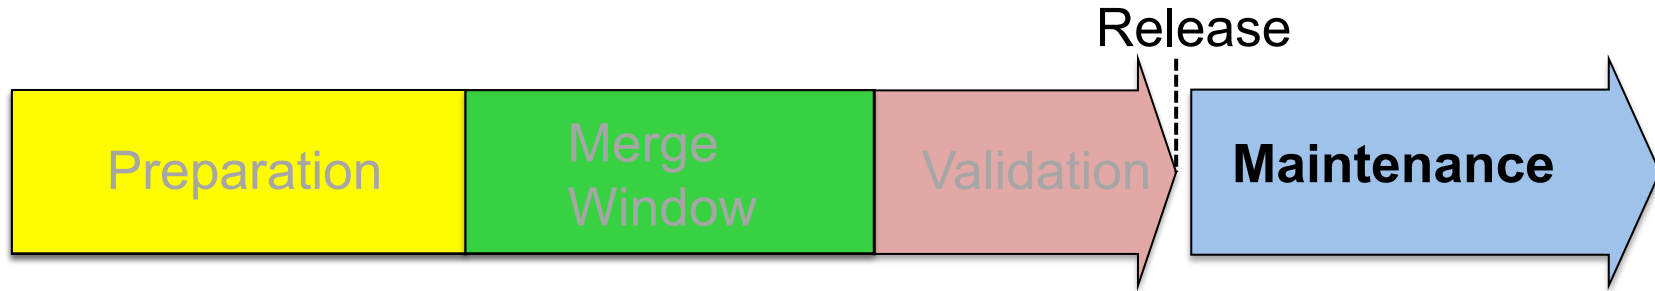 Release
Preparation
Merge
Window
Validation
Maintenance